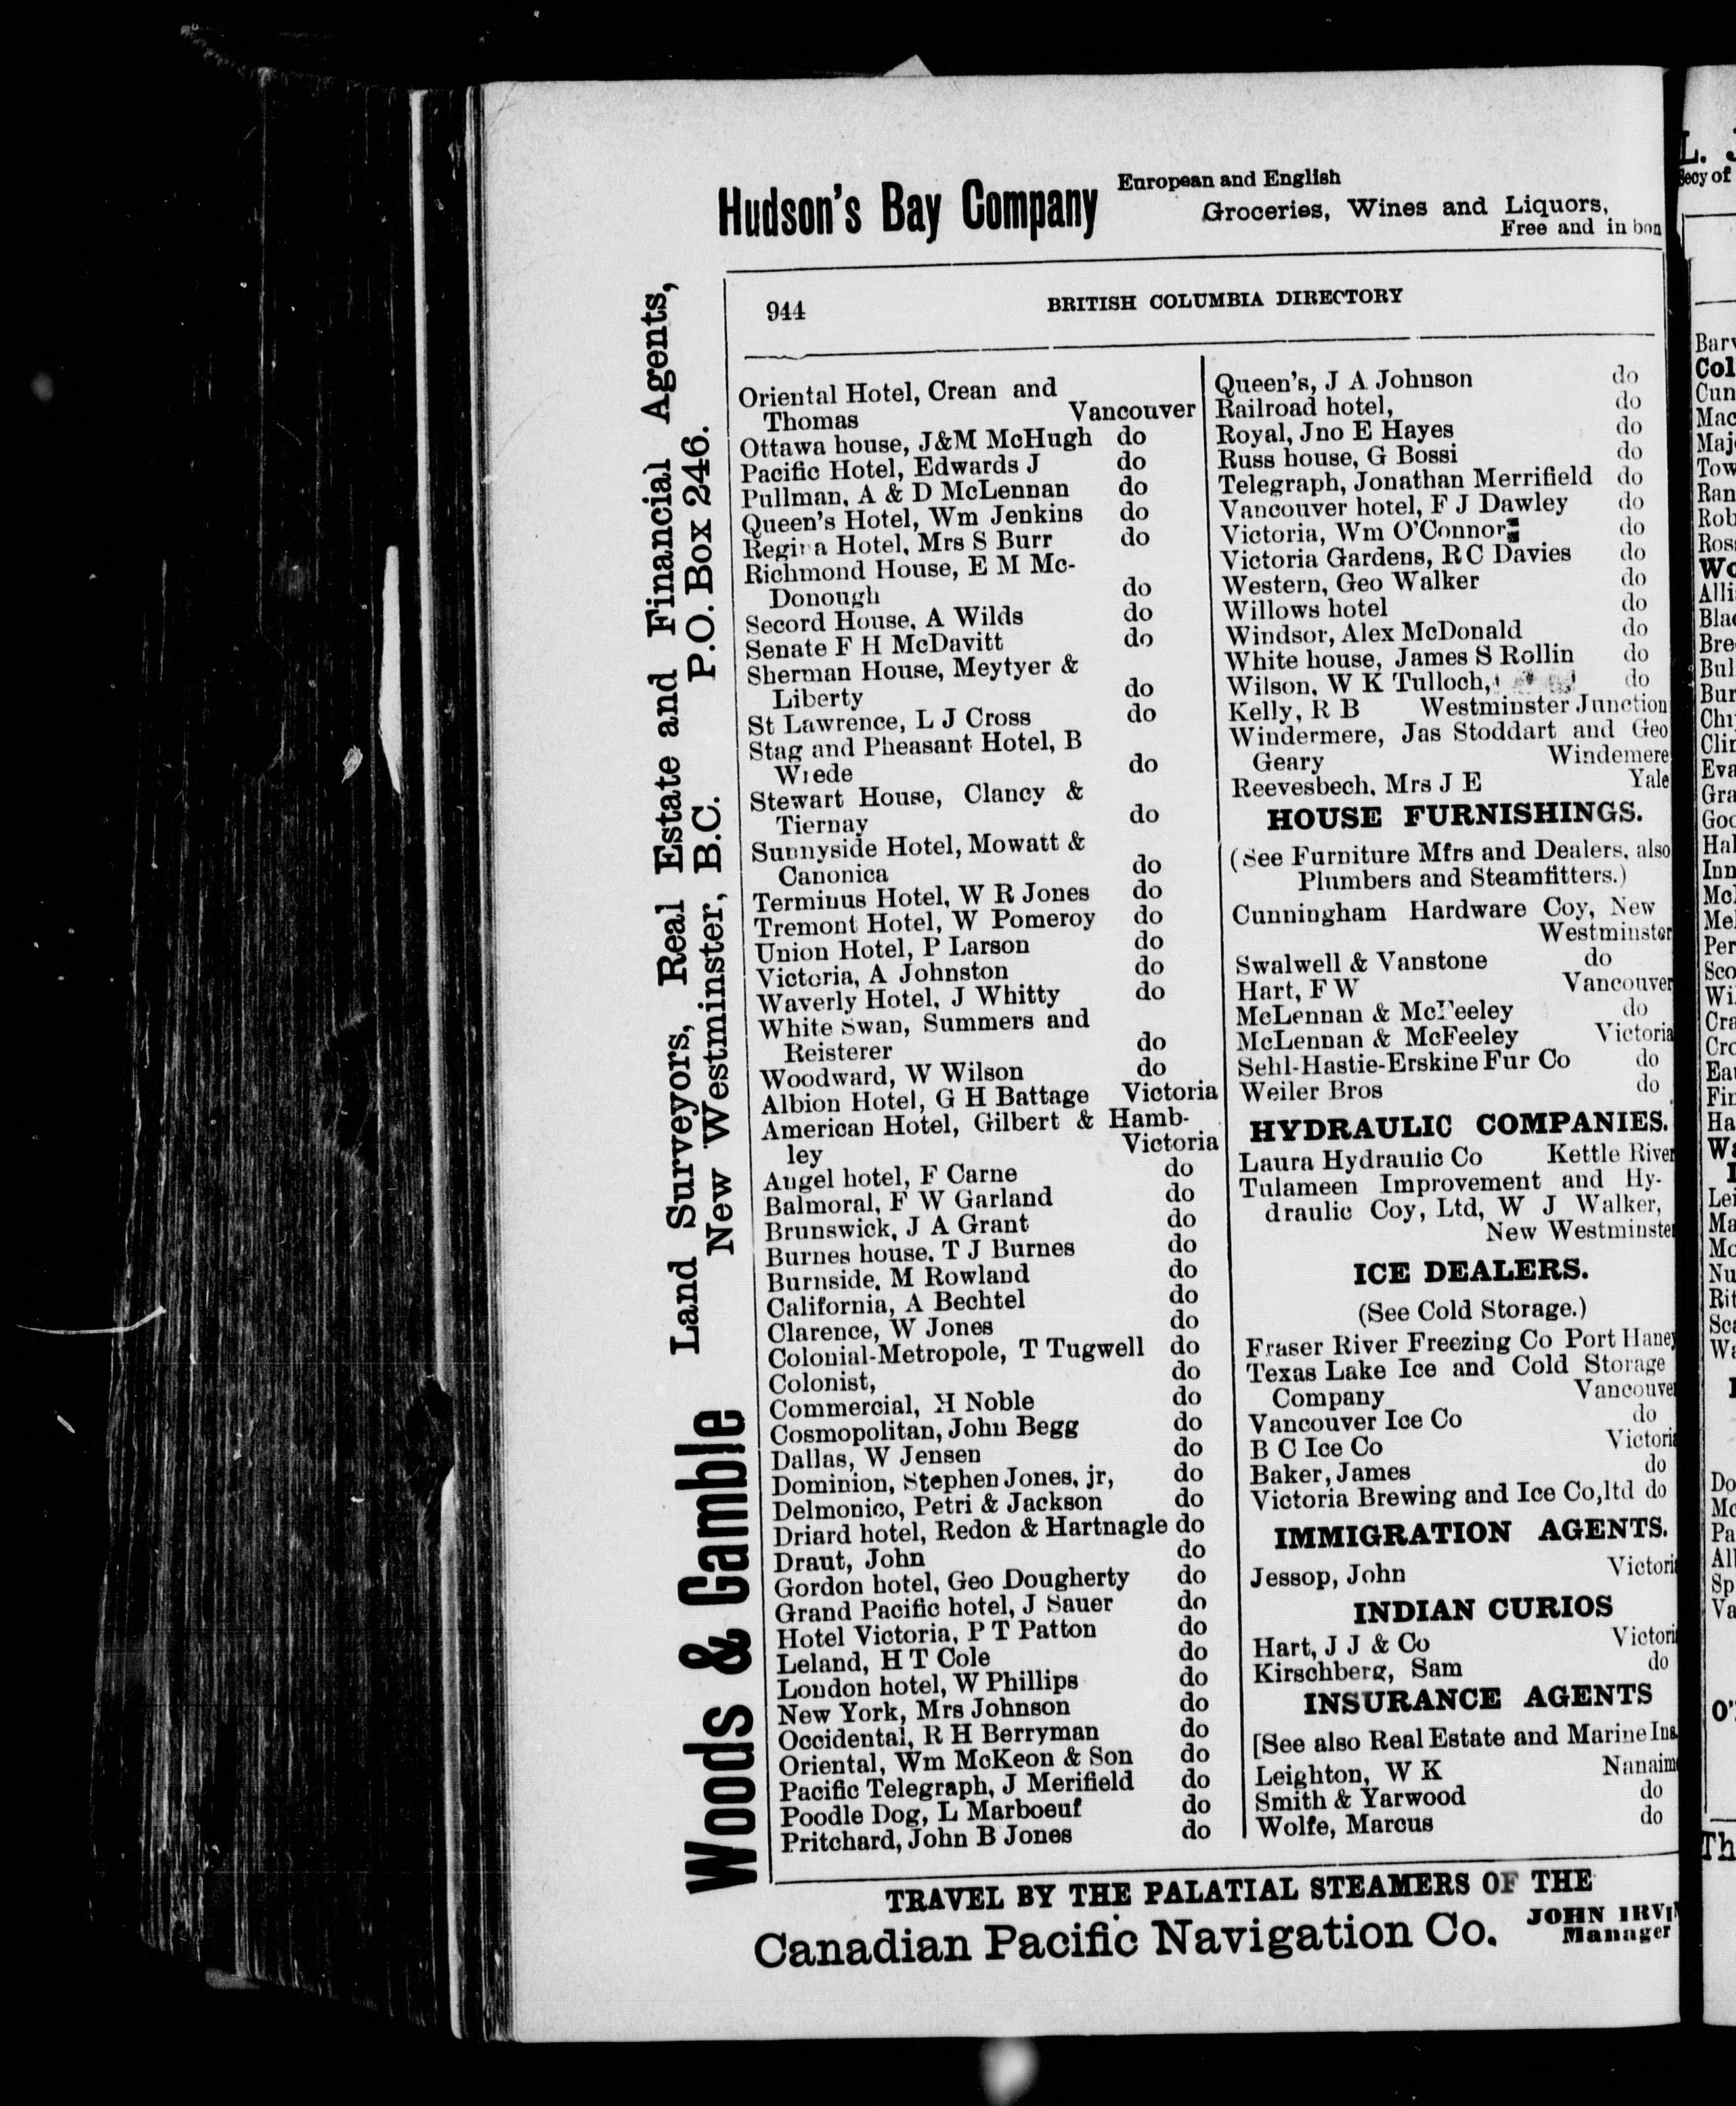 Hudson's Bay Company
European and English
Groceries, Wines and Liquors,
Free and in bon
Land Surveyors, Real Estate and Financial Agents,
New Westminster, B.C. P.O. Box 246.
Woods & Gamble
944 BRITISH COLUMBIA DIRECTORY
Oriental Hotel, Crean and
Thomas Vancouver
Ottawa house, J&M McHugh do
Pacific Hotel, Edwards J do
Pullman, A & D McLennan do
Queen's Hotel, Wm Jenkins do
Regina Hotel, Mrs S Burr do
Richmond House, E M Mc-
Donough do
Secord House, A Wilds do
Senate F H McDavitt do
Sherman House, Meytyer &
Liberty do
St Lawrence, L J Cross do
Stag and Pheasant Hotel, B
Wiede do
Stewart House, Clancy &
Tiernay do
Sunnyside Hotel, Mowatt &
Canonica do
Terminus Hotel, W R Jones do
Tremont Hotel, W Pomeroy do
Union Hotel, P Larson do
Victoria, A Johnston do
Waverly Hotel, J Whitty do
White Swan, Summers and
Reisterer do
Woodward, W Wilson do
Albion Hotel, G H Battage Victoria
American Hotel, Gilbert & Hamb-
ley Victoria
Angel hotel, F Carne do
Balmoral, F W Garland do
Brunswick, J A Grant do
Burnes house, T J Burnes do
Burnside, M Rowland do
California, A Bechtel do
Clarence, W Jones do
Colonial-Metropole, T Tugwell do
Colonist, do
Commercial, H Noble do
Cosmopolitan, John Begg do
Dallas, W Jensen do
Dominion, Stephen Jones, jr, do
Delmonico, Petri & Jackson do
Driard hotel, Redon & Hartnagle do
Draut, John do
Gordon hotel, Geo Dougherty do
Grand Pacific hotel, J Sauer do
Hotel Victoria, P T Patton do
Leland, H T Cole do
London hotel, W Phillips do
New York, Mrs Johnson do
Occidental, R H Berryman do
Oriental, Wm McKeon & Son do
Pacific Telegraph, J Merifield do
Poodle Dog, L Marboeuf do
Pritchard, John B Jones do
Queen's, J A Johnson do
Railroad hotel, do
Royal, Jno E Hayes do
Russ house, G Bossi do
Telegraph, Jonathan Merrifield do
Vancouver hotel, F J Dawley do
Victoria, Wm O'Connor do
Victoria Gardens, R C Davies do
Western, Geo Walker do
Willows hotel do
Windsor, Alex McDonald do
White house, James S Rollin do
Wilson, W K Tulloch, do
Kelly, R B Westminster Junction
Windermere, Jas Stoddart and Geo
Geary Windemere
Reevesbech, Mrs J E Yale
HOUSE FURNISHINGS.
(See Furniture Mfrs and Dealers, also
Plumbers and Steamfitters.)
Cunningham Hardware Coy, New
Westminster
Swalwell & Vanstone do
Hart, F W Vancouver
McLennan & McFeeley do
McLennan & McFeeley Victoria
Sehl-Hastie-Erskine Fur Co do
Weiler Bros do
HYDRAULIC COMPANIES.
Laura Hydraulic Co Kettle River
Tulameen Improvement and Hy-
draulic Coy, Ltd, W J Walker,
New Westminste
ICE DEALERS.
(See Cold Storage.)
Fraser River Freezing Co Port Haney
Texas Lake Ice and Cold Storage
Company Vancouve
Vancouver Ice Co do
B C Ice Co Victoria
Baker, James do
Victoria Brewing and Ice Co,ltd do
IMMIGRATION AGENTS.
Jessop, John Victori
INDIAN CURIOS
Hart, J J & Co Victori
Kirschberg, Sam do
INSURANCE AGENTS
[See also Real Estate and Marine Ins.
Leighton, W K Nanaimo
Smith & Yarwood do
Wolfe, Marcus do
TRAVEL BY THE PALATIAL STEAMERS OF THE
Canadian Pacific Navigation Co. JOHN IRVI
Manager